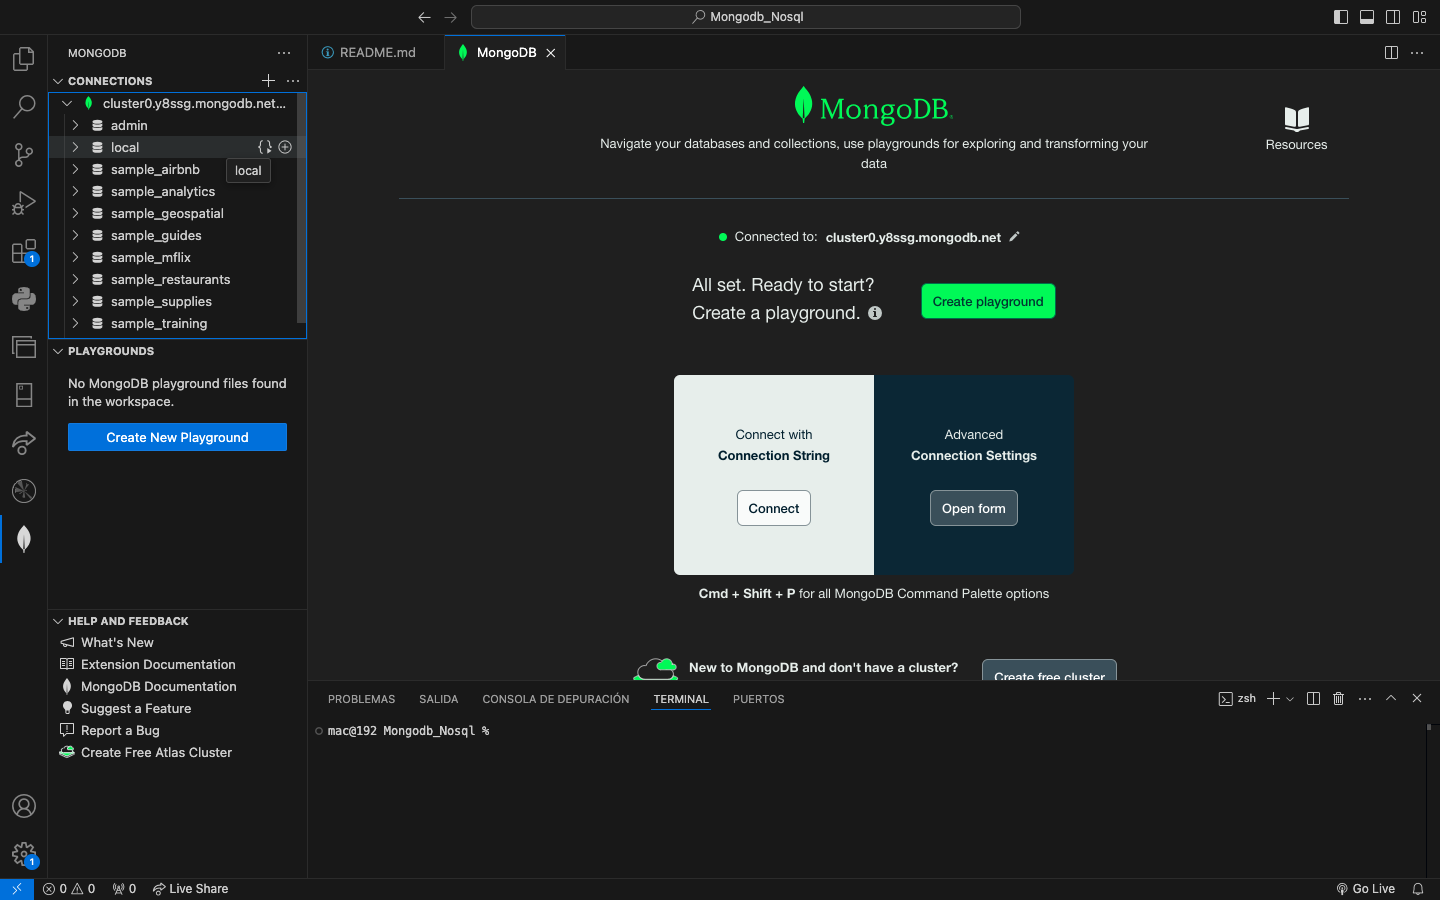 Mongodb_Nosql
MONGODB
CONNECTIONS
cluster0.y8ssg.mongodb.net...
admin
local
local
sample_airbnb
sample_analytics
sample_geospatial
sample_guides
sample_mflix
sample_restaurants
sample_supplies
sample_training
PLAYGROUNDS
No MongoDB playground files found
in the workspace.
Create New Playground
HELP AND FEEDBACK
What's New
Extension Documentation
MongoDB Documentation
Suggest a Feature
Report a Bug
Create Free Atlas Cluster
1
1
README.md
MongoDB
MongoDB.
Navigate your databases and collections, use playgrounds for exploring and transforming your
data
Resources
Connected to: cluster0.y8ssg.mongodb.net
All set. Ready to start?
Create a playground.
Create playground
Connect with
Connection String
Connect
Advanced
Connection Settings
Open form
Cmd + Shift + P for all MongoDB Command Palette options
New to MongoDB and don't have a cluster?
Create free cluster
PROBLEMAS SALIDA CONSOLA DE DEPURACIÓN TERMINAL PUERTOS
zsh
mac@192 Mongodb_Nosql %
0 0 0 Live Share
Go Live